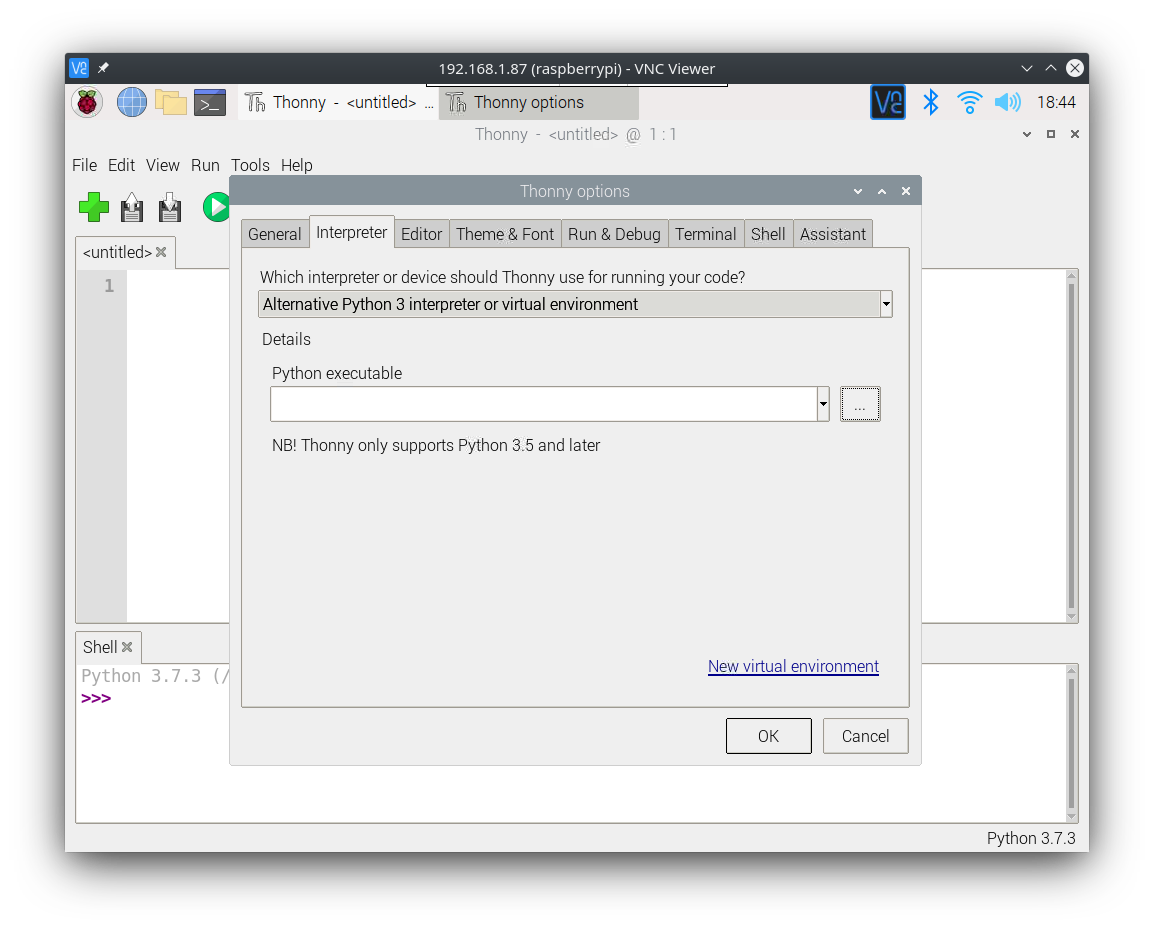 192.168.1.87 (raspberrypi) - VNC Viewer
Thonny - <untitled> ... Thonny options 18:44
Thonny - <untitled> @ 1 : 1
File Edit View Run Tools Help
Thonny options
<untitled>
General Interpreter Editor Theme & Font Run & Debug Terminal Shell Assistant
1
Which interpreter or device should Thonny use for running your code?
Alternative Python 3 interpreter or virtual environment
Details
Python executable
...
NB! Thonny only supports Python 3.5 and later
New virtual environment
OK Cancel
Shell
Python 3.7.3 (/
>>>
Python 3.7.3